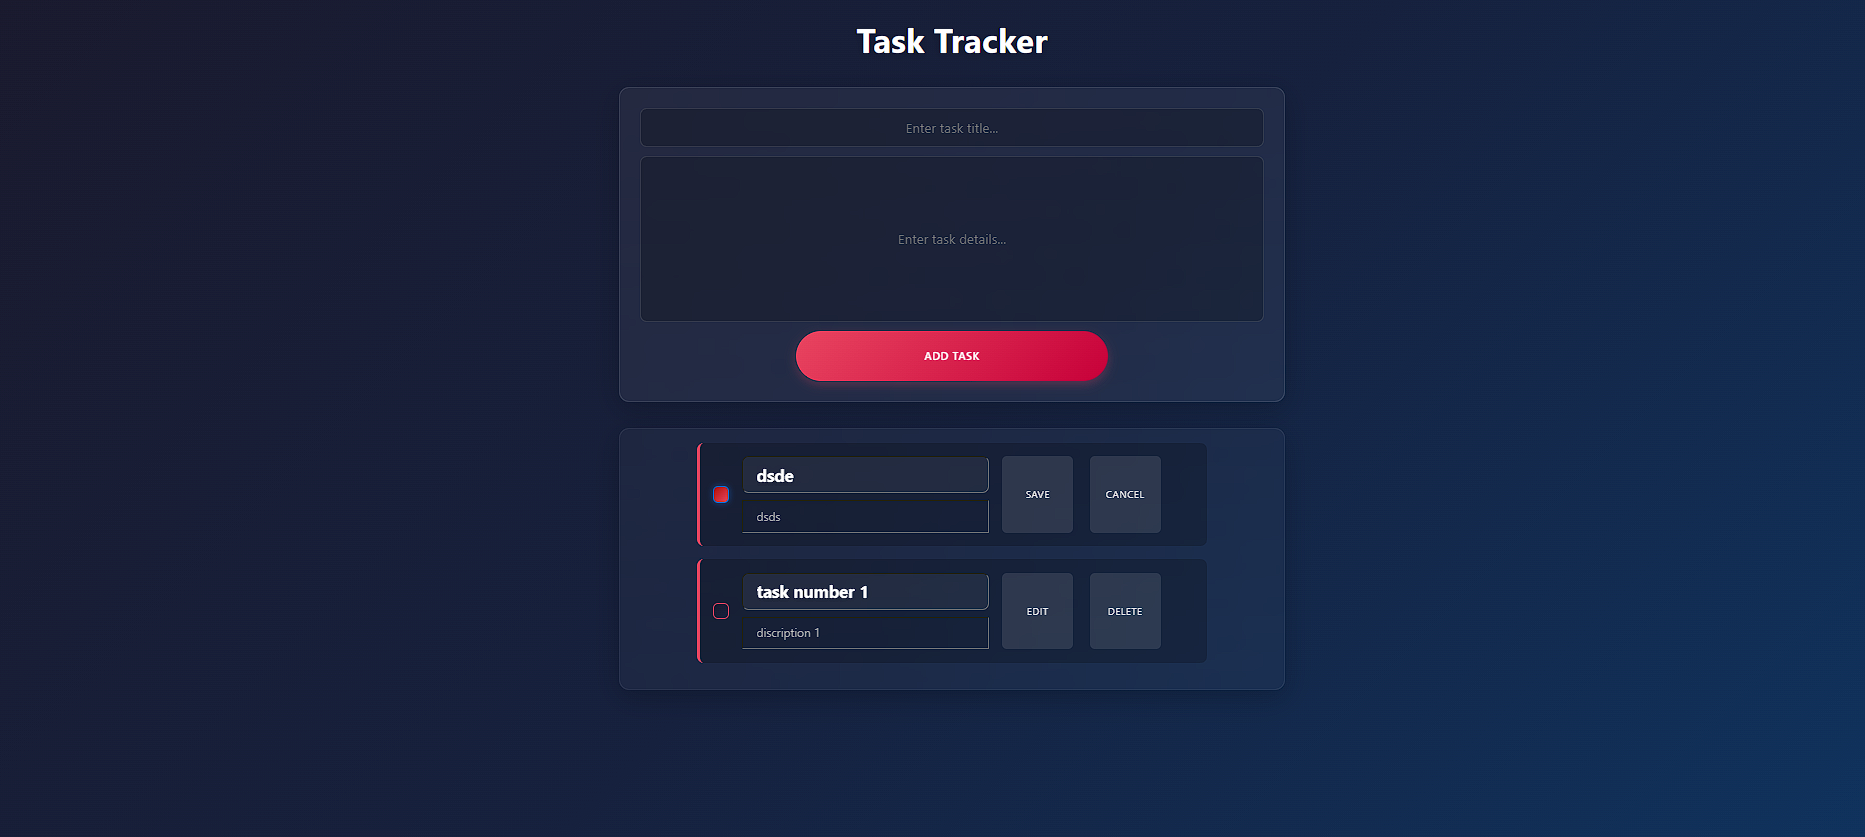 Task Tracker
Enter task title...
Enter task details...
ADD TASK
dsde
dsds
SAVE
CANCEL
task number 1
discription 1
EDIT
DELETE